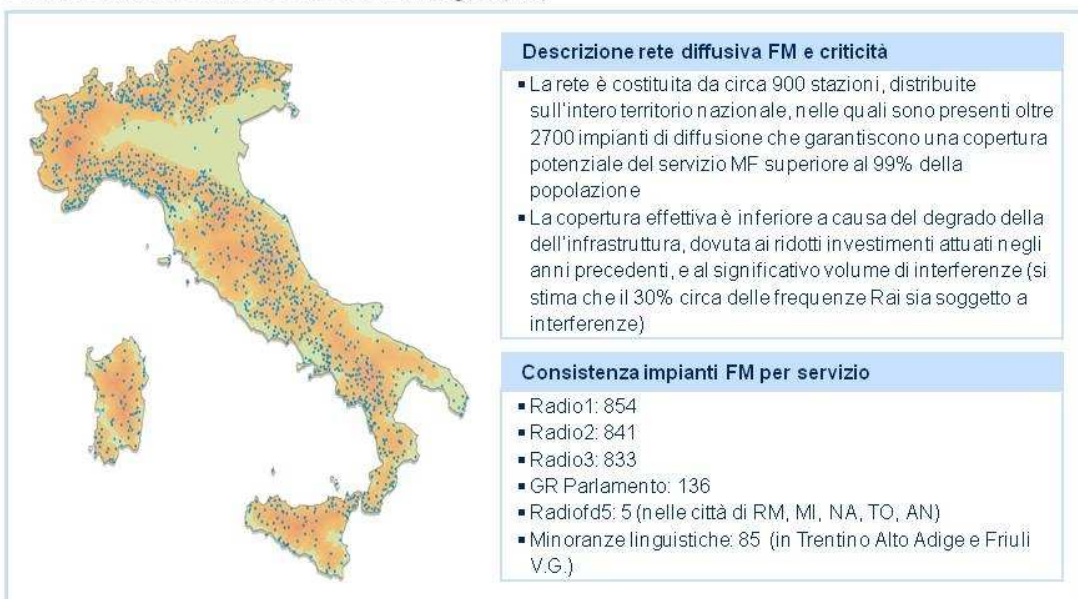 Descrizione rete diffusiva FM e criticità
▪ La rete è costituita da circa 900 stazioni, distribuite
sull'intero territorio nazionale, nelle quali sono presenti oltre
2700 impianti di diffusione che garantiscono una copertura
potenziale del servizio MF superiore al 99% della
popolazione
▪ La copertura effettiva è inferiore a causa del degrado della
dell'infrastruttura, dovuta ai ridotti investimenti attuati negli
anni precedenti, e al significativo volume di interferenze (si
stima che il 30% circa delle frequenze Rai sia soggetto a
interferenze)
Consistenza impianti FM per servizio
▪ Radio1: 854
▪ Radio2: 841
▪ Radio3: 833
▪ GR Parlamento: 136
▪ Radiofd5: 5 (nelle città di RM, MI, NA, TO, AN)
▪ Minoranze linguistiche: 85 (in Trentino Alto Adige e Friuli
V.G.)